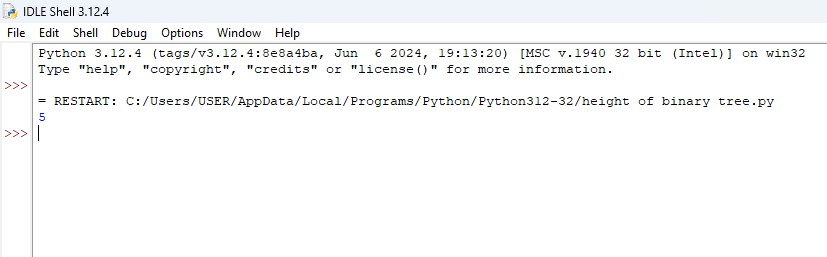 IDLE Shell 3.12.4
File Edit Shell Debug Options Window Help
Python 3.12.4 (tags/v3.12.4:8e8a4ba, Jun  6 2024, 19:13:20) [MSC v.1940 32 bit (Intel)] on win32
Type "help", "copyright", "credits" or "license()" for more information.
>>>
= RESTART: C:/Users/USER/AppData/Local/Programs/Python/Python312-32/height of binary tree.py
5
>>>